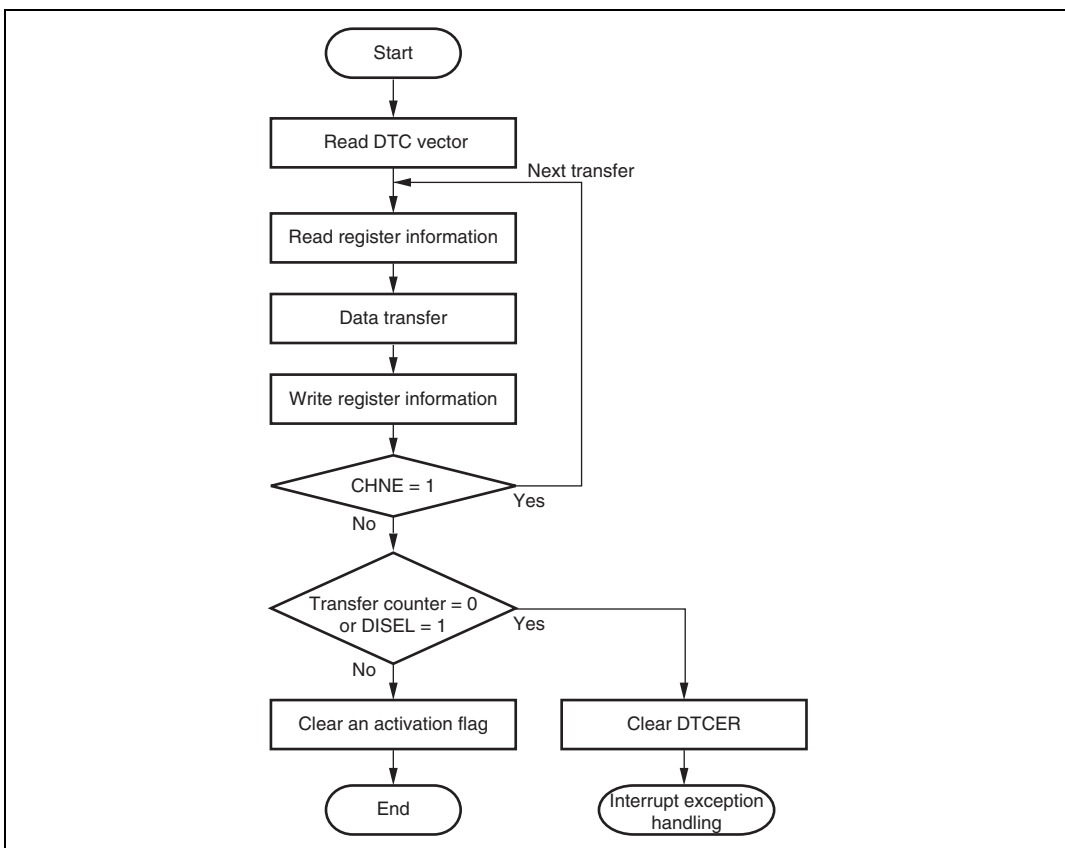 Start
Read DTC vector
Next transfer
Read register information
Data transfer
Write register information
CHNE = 1
Yes
No
Transfer counter = 0
or DISEL = 1
Yes
No
Clear an activation flag
Clear DTCER
End
Interrupt exception
handling